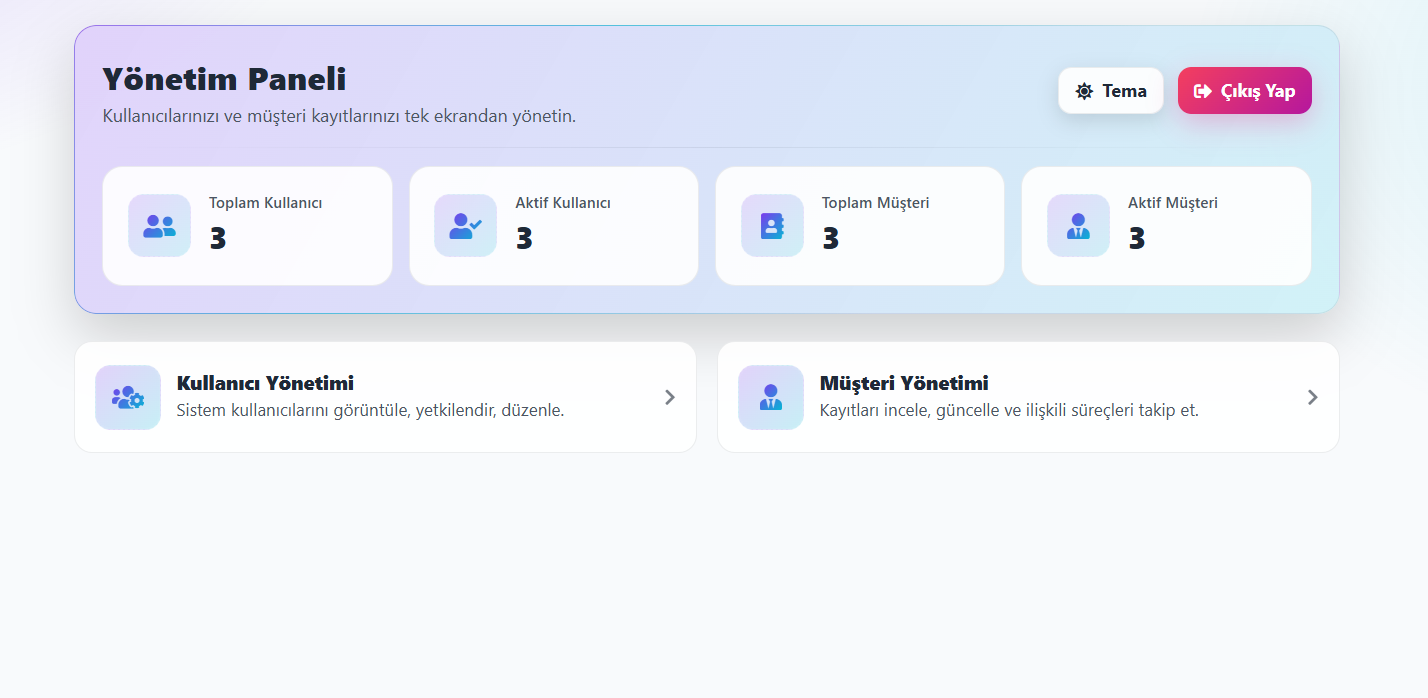 Yönetim Paneli
Kullanıcılarınızı ve müşteri kayıtlarınızı tek ekrandan yönetin.
Tema
Çıkış Yap
Toplam Kullanıcı
3
Aktif Kullanıcı
3
Toplam Müşteri
3
Aktif Müşteri
3
Kullanıcı Yönetimi
Sistem kullanıcılarını görüntüle, yetkilendir, düzenle.
Müşteri Yönetimi
Kayıtları incele, güncelle ve ilişkili süreçleri takip et.